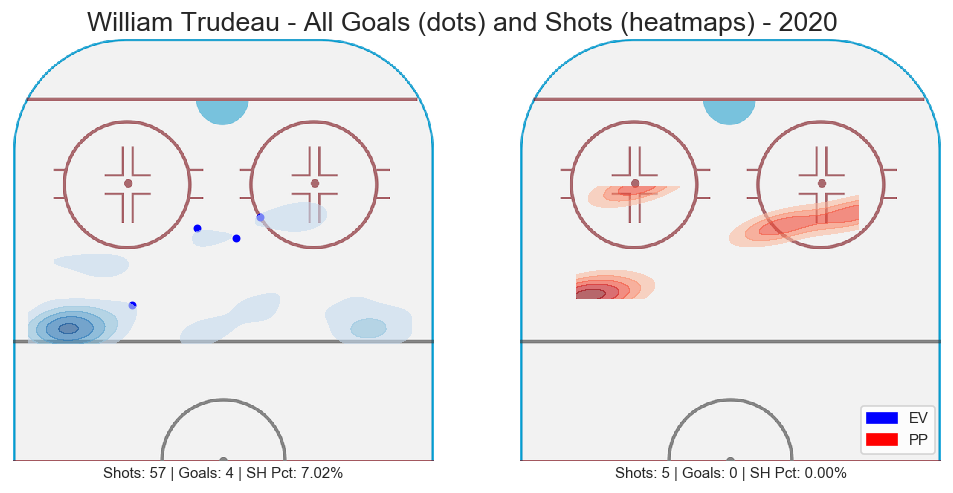 William Trudeau - All Goals (dots) and Shots (heatmaps) - 2020
EV
PP
Shots: 57 | Goals: 4 | SH Pct: 7.02%
Shots: 5 | Goals: 0 | SH Pct: 0.00%